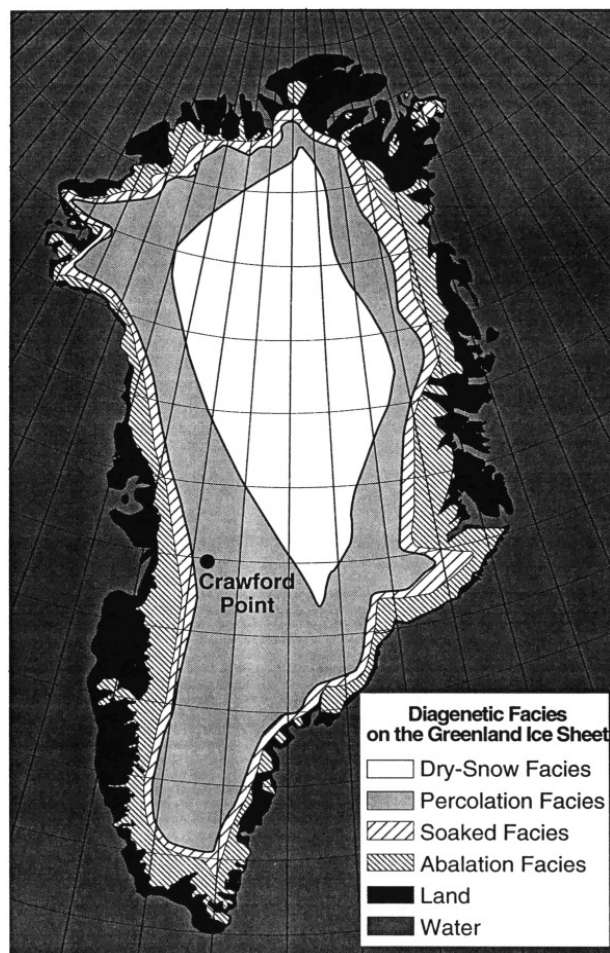 Crawford
Point
Diagenetic Facies
on the Greenland Ice Sheet
Dry-Snow Facies
Percolation Facies
Soaked Facies
Abalation Facies
Land
Water